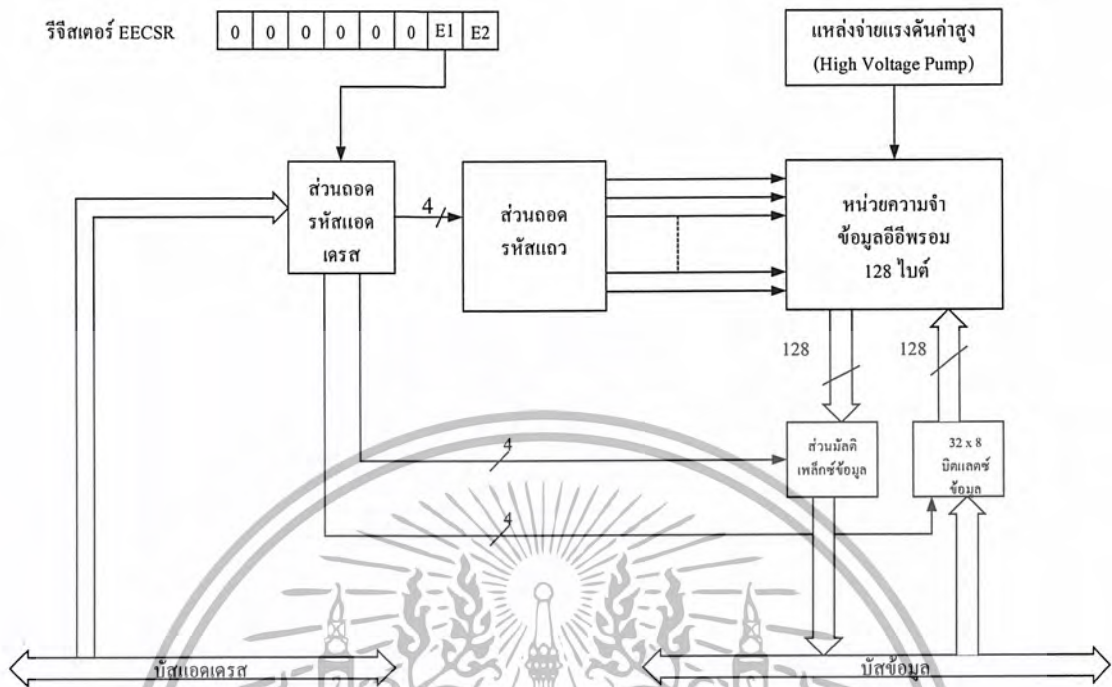 รีจีสเตอร์ EECSR
0 0 0 0 0 0 E1 E2
แหล่งจ่ายแรงดันค่าสูง
(High Voltage Pump)
ส่วนถอด
รหัสแอด
เดรส
4
ส่วนถอด
รหัสแถว
หน่วยความจำ
ข้อมูลอีอีพรอม
128 ไบต์
128
128
ส่วนมัลติ
เพล็กซ์ข้อมูล
32 x 8
บิตแลตช์
ข้อมูล
4
4
บัสแอดเดรส
บัสข้อมูล